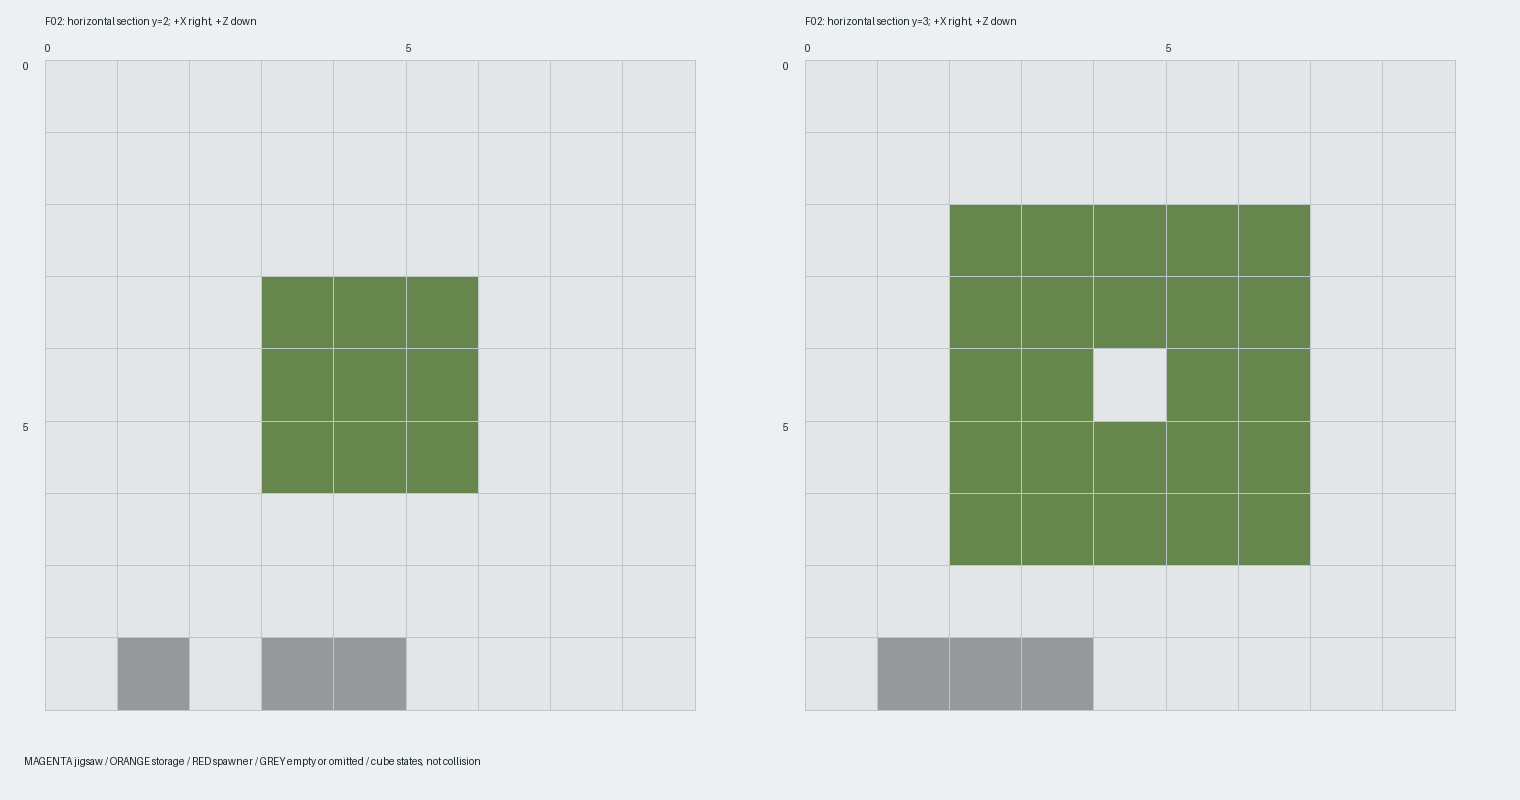 F02: horizontal section y=2; +X right, +Z down
0 5
0
5
F02: horizontal section y=3; +X right, +Z down
0 5
0
5
MAGENTA jigsaw / ORANGE storage / RED spawner / GREY empty or omitted / cube states, not collision